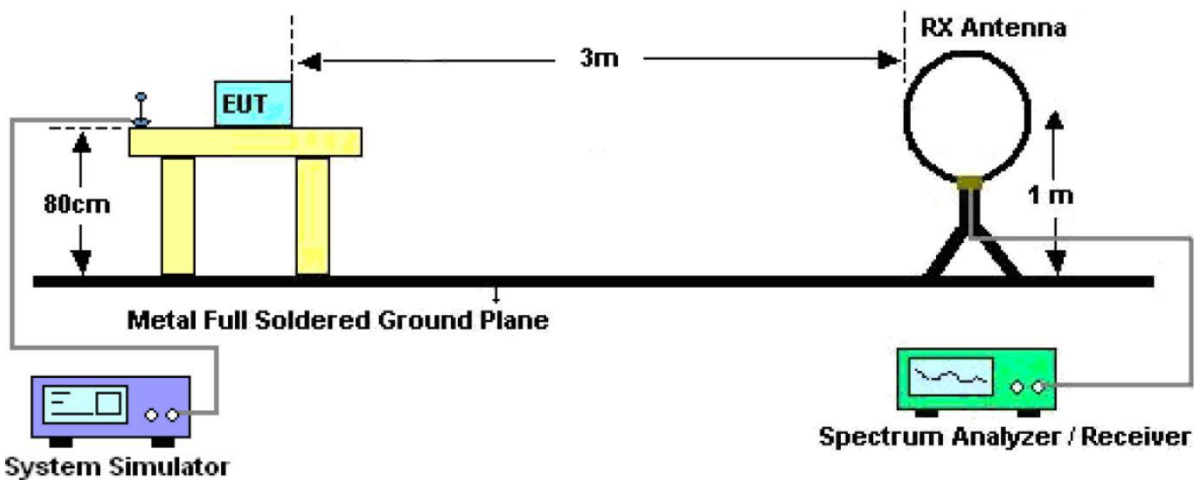 RX Antenna
3m
EUT
80cm
1 m
Metal Full Soldered Ground Plane
System Simulator
Spectrum Analyzer / Receiver